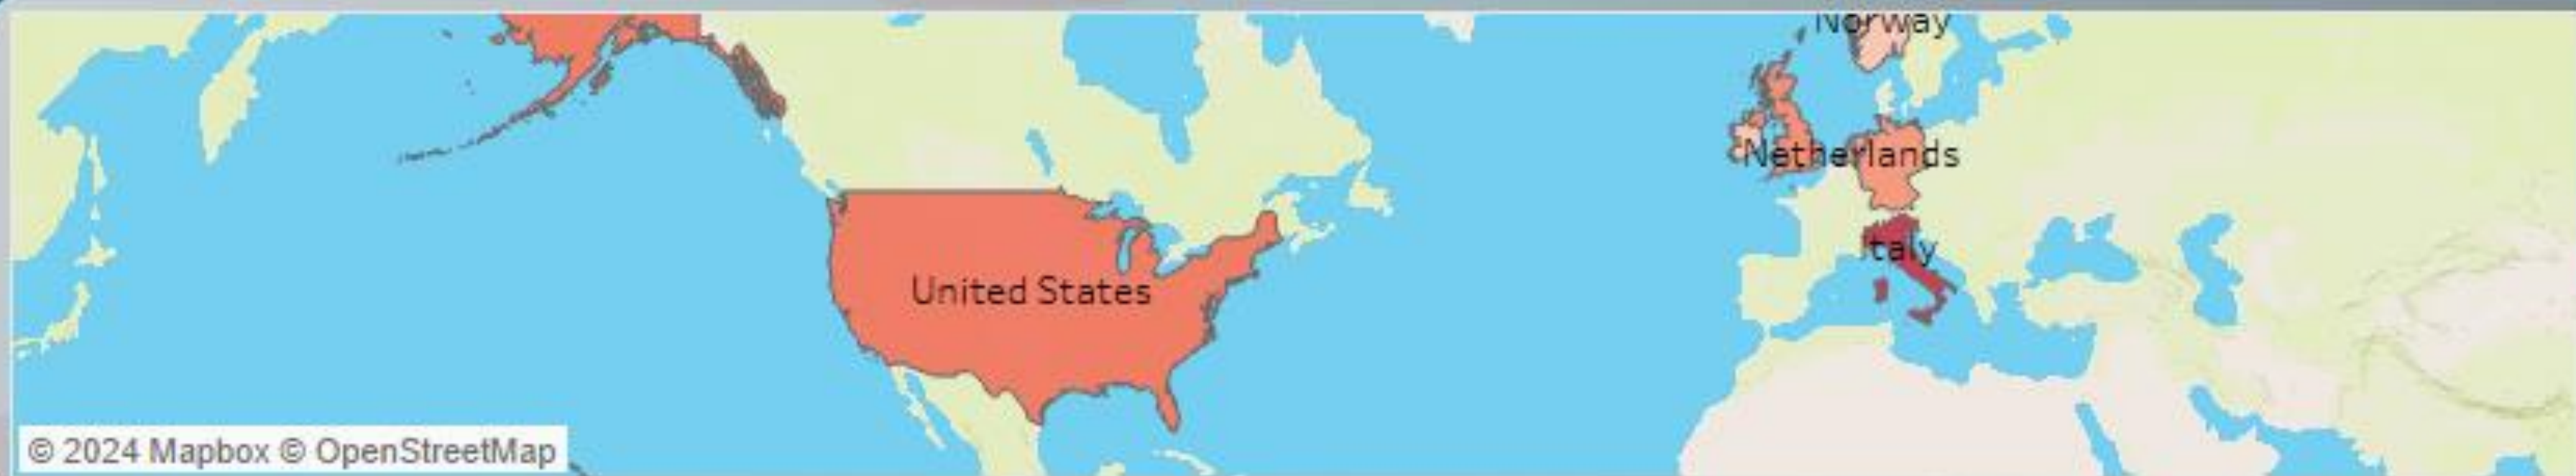 Norway
Netherlands
Italy
United States
© 2024 Mapbox © OpenStreetMap